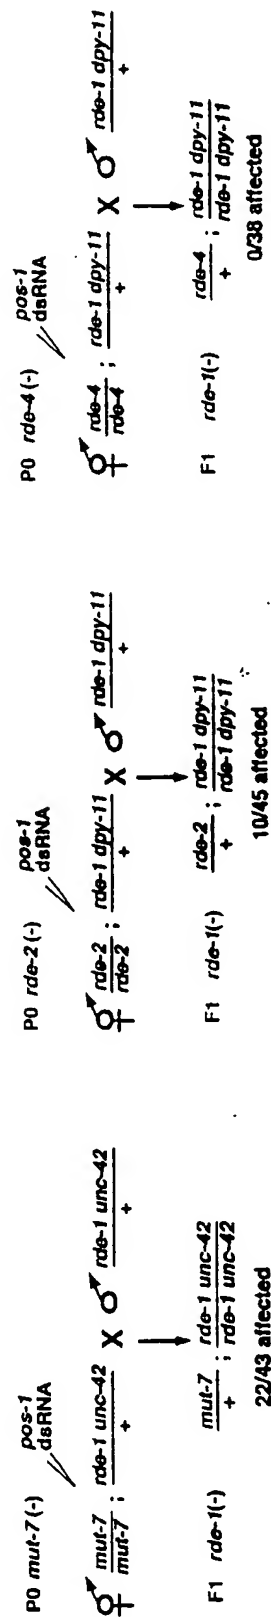 P0 mut-7 (-)
pos-1
dsRNA
♀ mut-7 ; rde-1 unc-42 X ♂ rde-1 unc-42
mut-7 + +
F1 rde-1(-) mut-7 ; rde-1 unc-42
+ rde-1 unc-42
22/43 affected
P0 rde-2 (-)
pos-1
dsRNA
rde-2 ; rde-1 dpy-11 X ♂ rde-1 dpy-11
rde-2 + +
F1 rde-1(-) rde-2 ; rde-1 dpy-11
+ rde-1 dpy-11
10/45 affected
P0 rde-4 (-)
pos-1
dsRNA
rde-4 ; rde-1 dpy-11 X ♂ rde-1 dpy-11
rde-4 + +
F1 rde-1(-) rde-4 ; rde-1 dpy-11
+ rde-1 dpy-11
0/38 affected